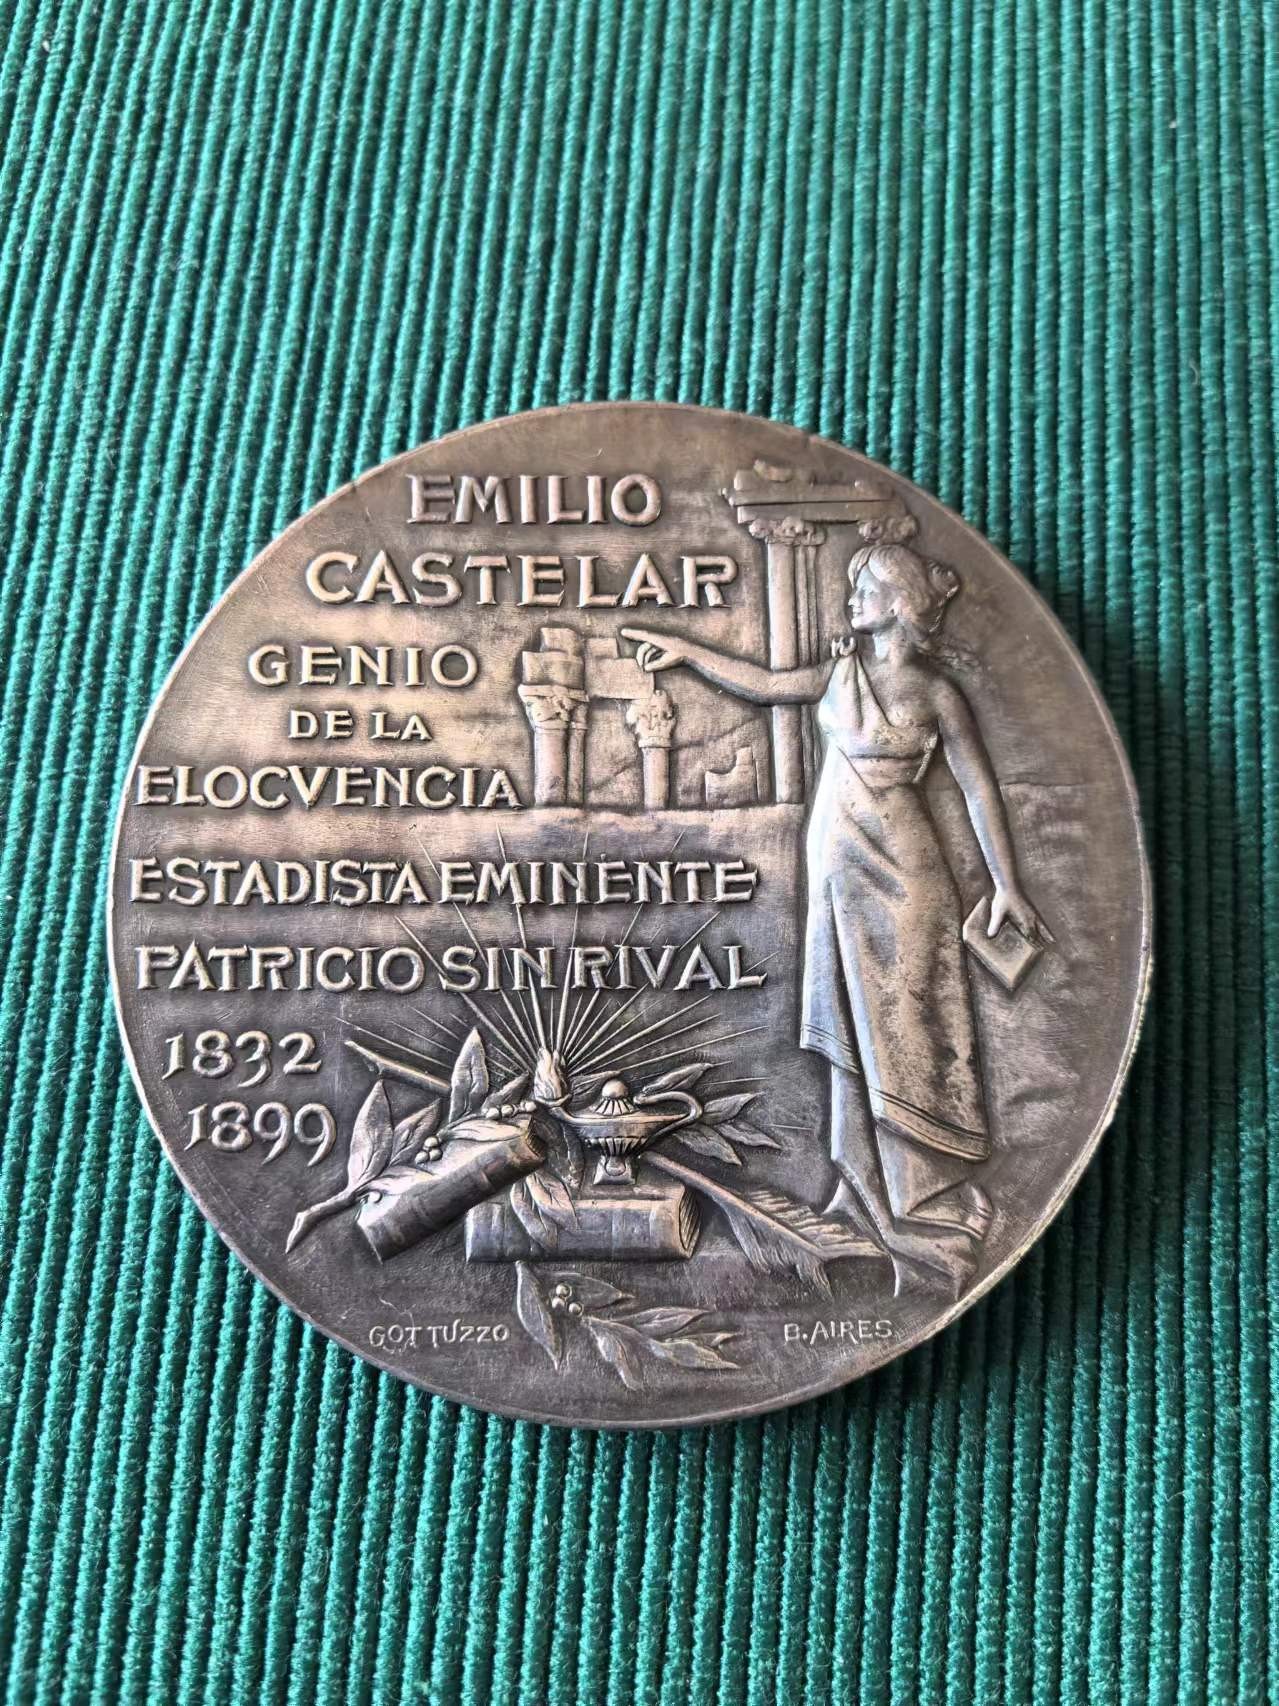 EMILIO
CASTELAR
GENIO
DE LA
ELOCVENCIA
ESTADISTA EMINENTE
PATRICIO SIN RIVAL
1832
1899
GOTTUZZO
B. AIRES.